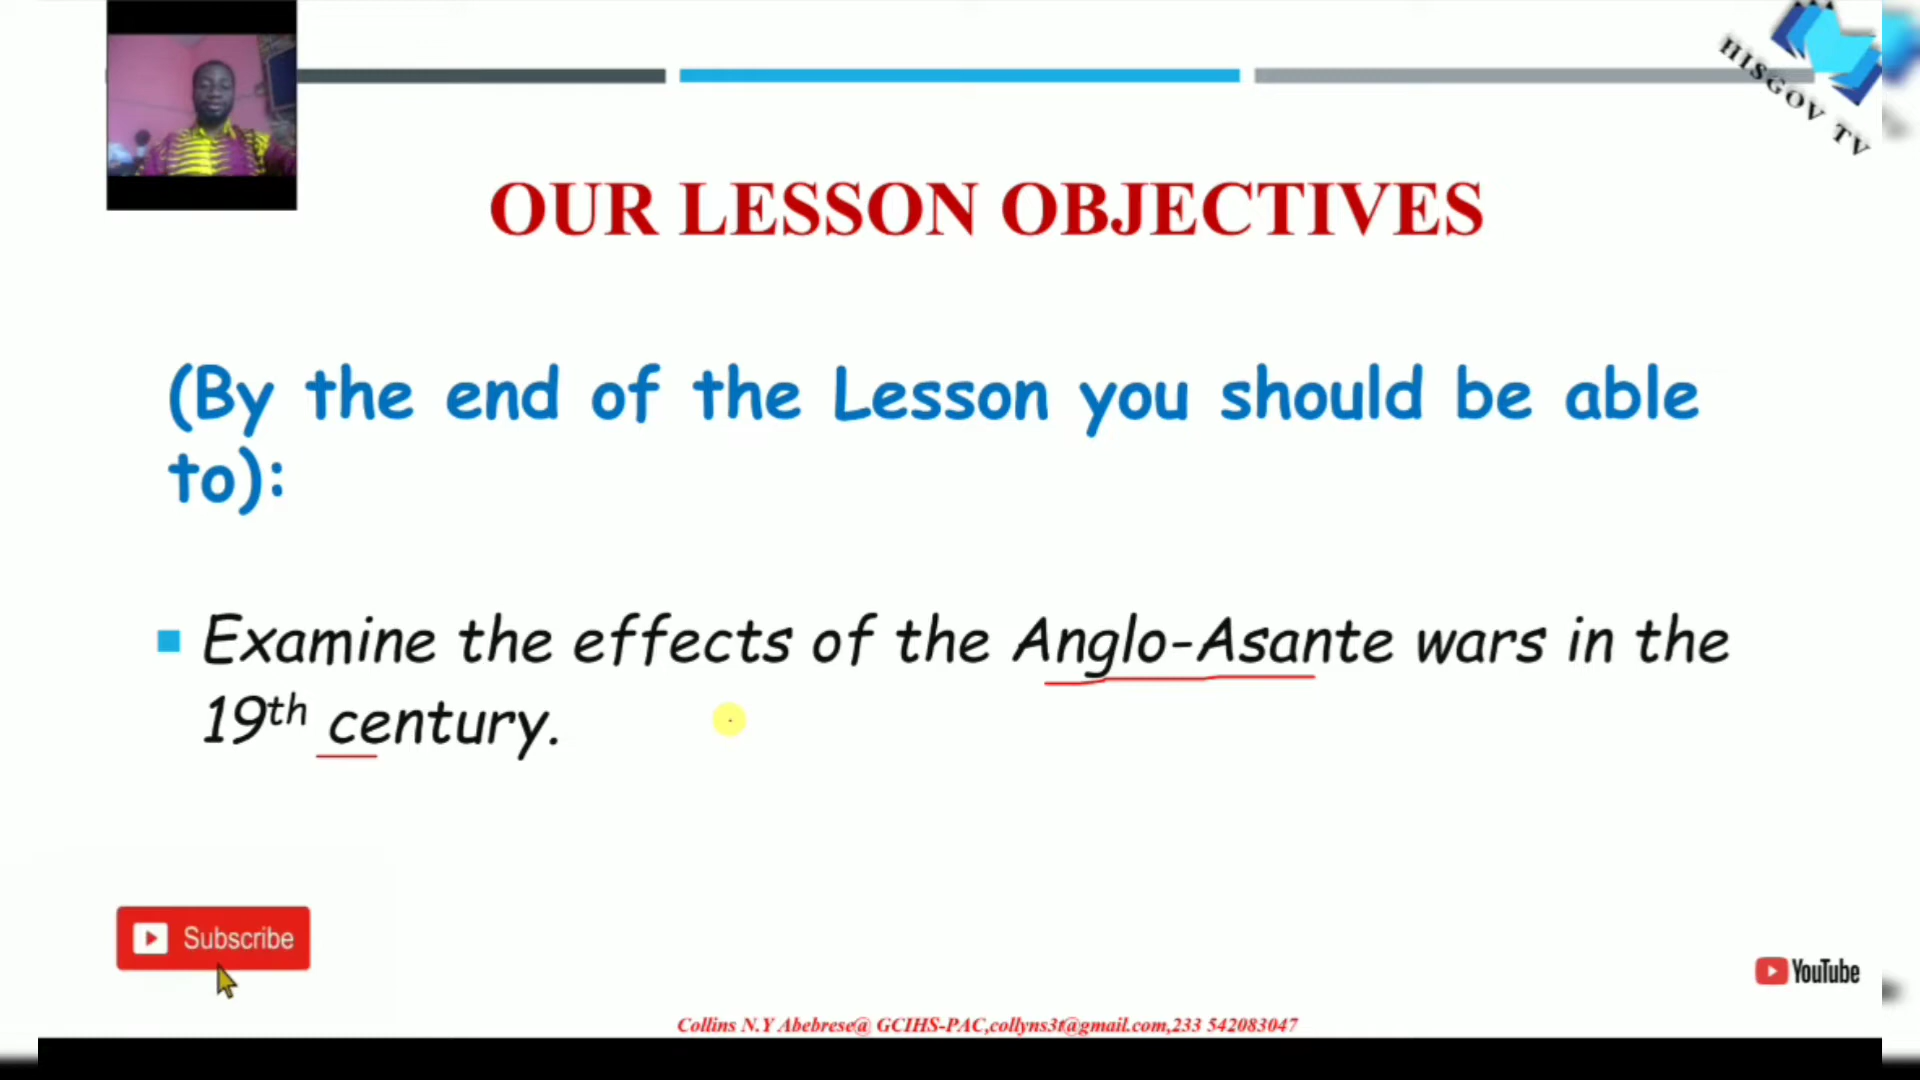 HISGOV TV
OUR LESSON OBJECTIVES
(By the end of the Lesson you should be able
to):
Examine the effects of the Anglo-Asante wars in the
19th century.
Subscribe
YouTube
Collins N.Y Abebrese@ GCIHS-PAC,collyns3t@gmail.com,233 542083047